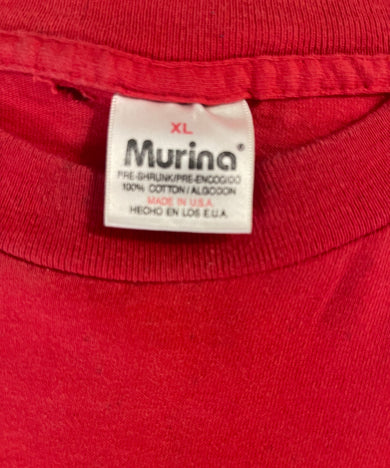 XL
Murina®
PRE-SHRUNK/PRE-ENCOGIDO
100% COTTON/ALGODON
MADE IN U.S.A.
HECHO EN LOS E.U.A.